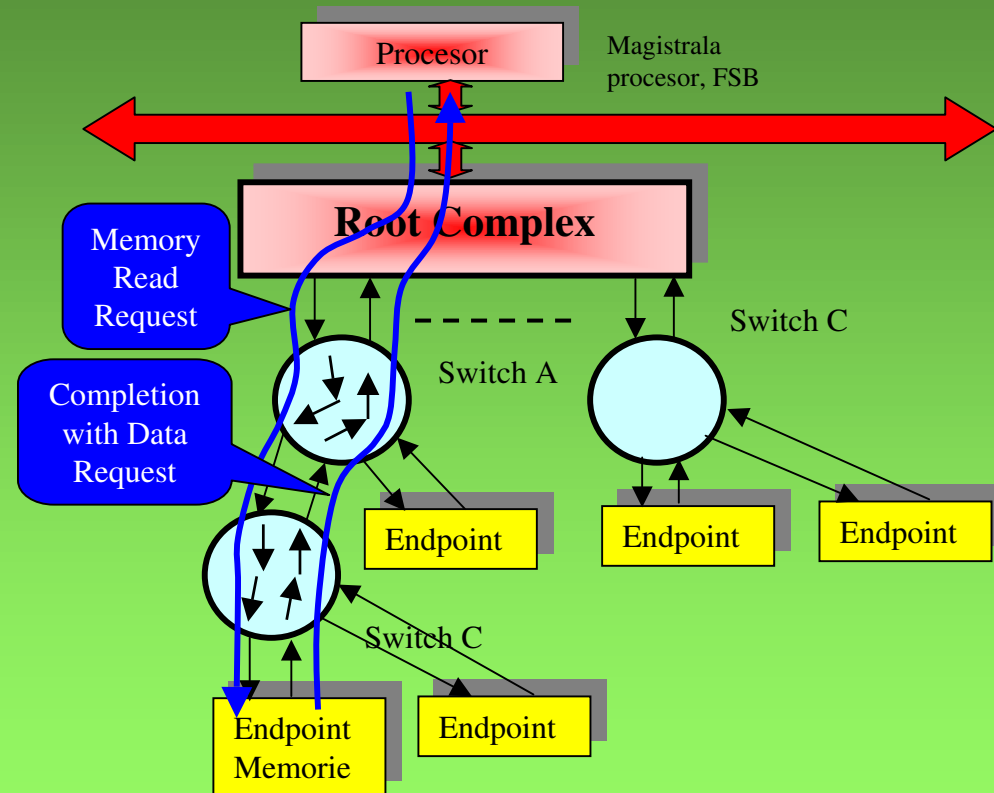 Procesor
Magistrala
procesor, FSB
Root Complex
Memory
Read
Request
Switch C
Switch A
Completion
with Data
Request
Endpoint
Endpoint
Endpoint
Switch C
Endpoint
Memorie
Endpoint